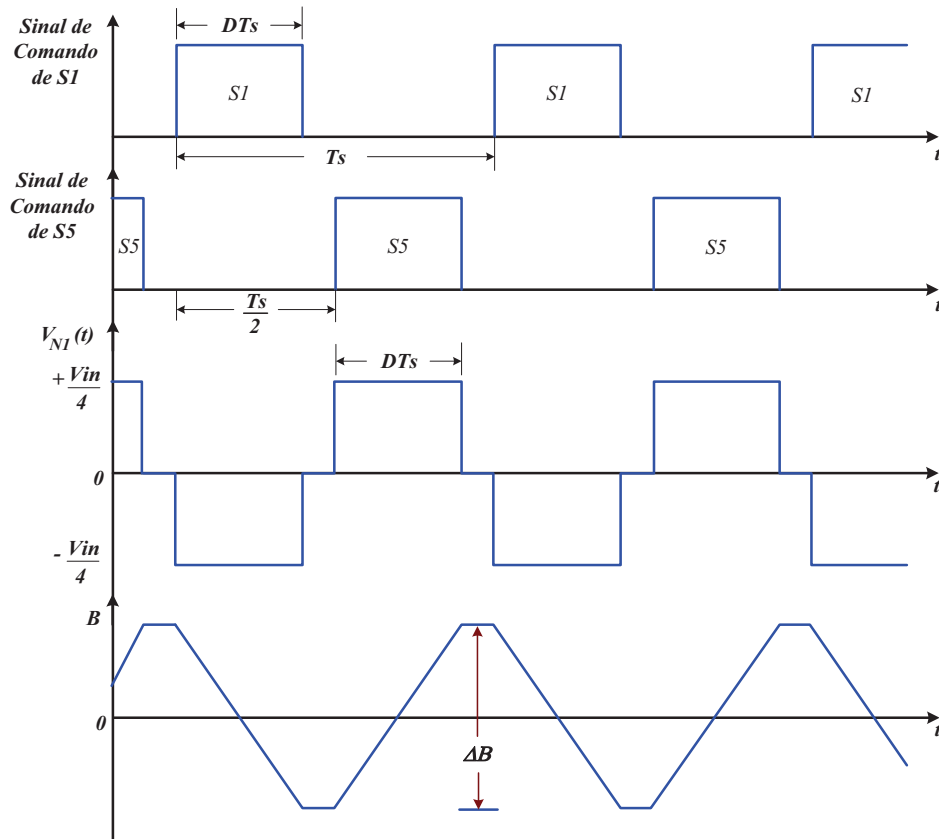 Sinal de
Comando
de S1
DTs
S1
S1
S1
Ts
t
Sinal de
Comando
de S5
S5
S5
S5
Ts
2
t
V_N1(t)
DTs
+ Vin
4
0
t
- Vin
4
B
0
ΔB
t